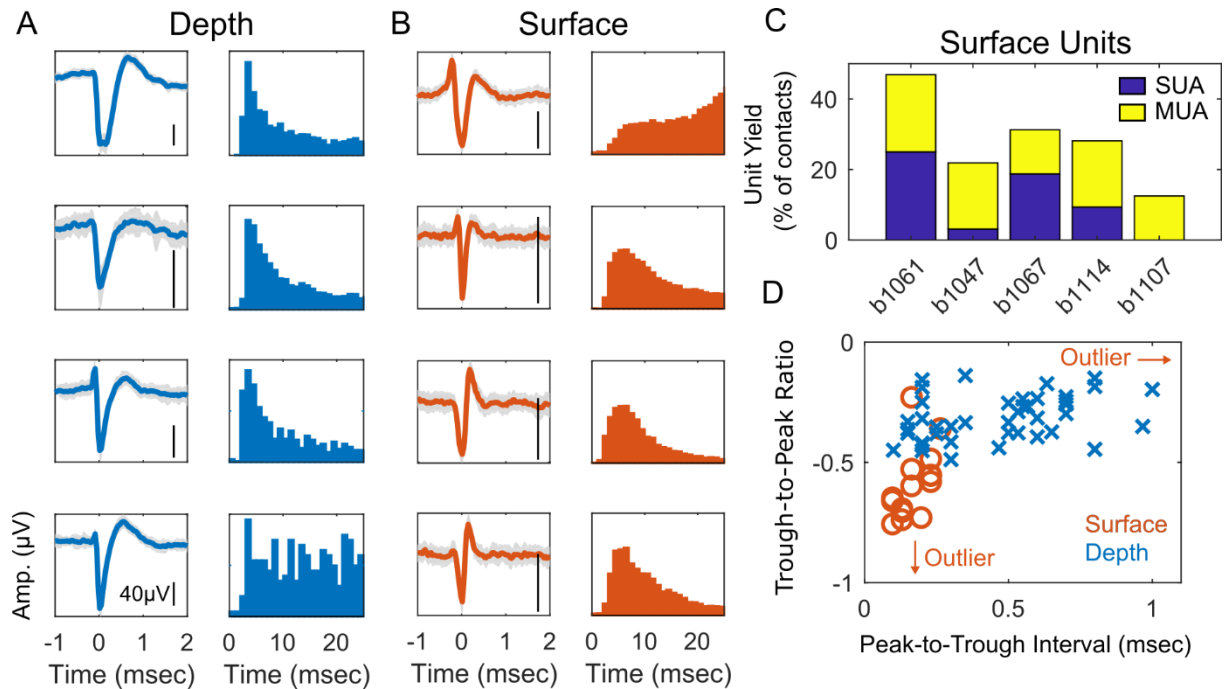 A
Depth
B
Surface
C
Surface Units
Unit Yield
(% of contacts)
40
20
0
SUA
MUA
b1061
b1047
b1067
b1114
b1107
D
Trough-to-Peak Ratio
0
-0.5
-1
Outlier
Outlier
Surface
Depth
0
0.5
1
Peak-to-Trough Interval (msec)
Amp. (μV)
40μV
-1
0
1
2
Time (msec)
0
10
20
Time (msec)
-1
0
1
2
Time (msec)
0
10
20
Time (msec)